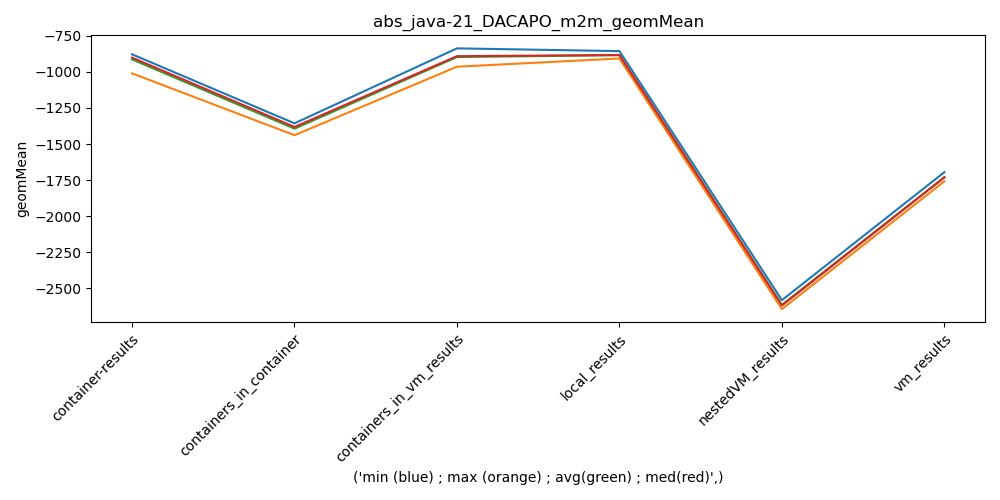 abs_java-21_DACAPO_m2m_geomMean
geomMean
−750
−1000
−1250
−1500
−1750
−2000
−2250
−2500
container-results
containers_in_container
containers_in_vm_results
local_results
nestedVM_results
vm_results
('min (blue) ; max (orange) ; avg(green) ; med(red)',)